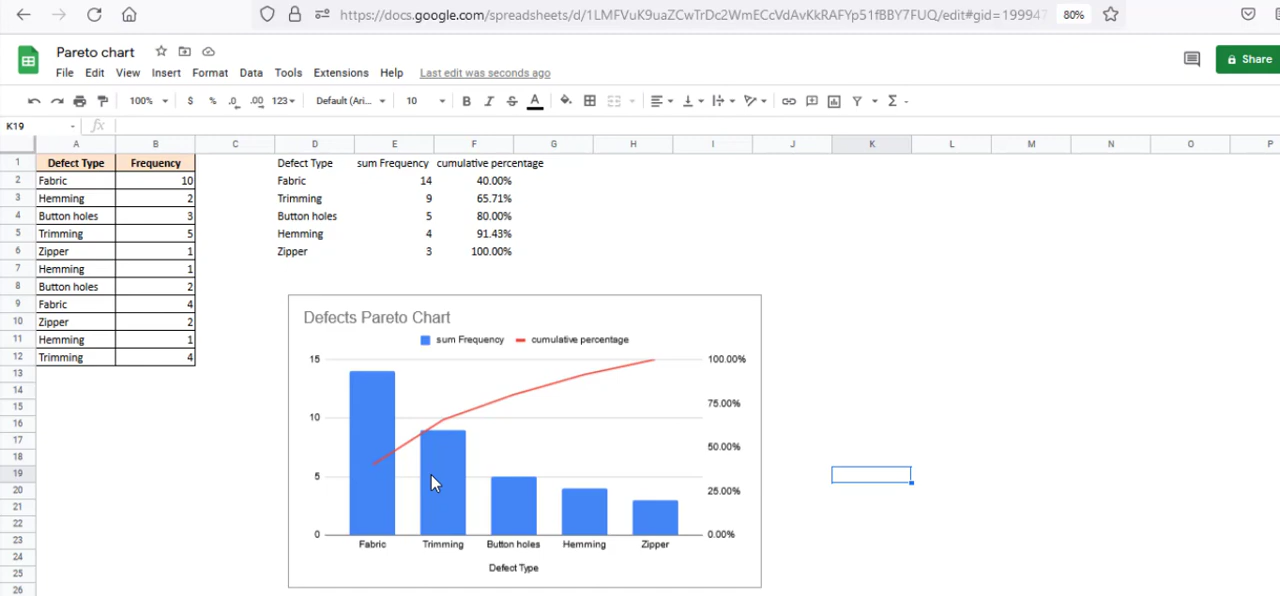 https://docs.google.com/spreadsheets/d/1LMFVuK9uaZCwTrDc2WmECcVdAvKkRAFYp51fBBY7FUQ/edit#gid=199947 80%
Pareto chart
File Edit View Insert Format Data Tools Extensions Help Last edit was seconds ago
Share
100% $ % .0 .00 123 Default (Ari... 10 B I S A
K19 fx
A B C D E F G H I J K L M N O P
1 Defect Type Frequency Defect Type sum Frequency cumulative percentage
2 Fabric 10 Fabric 14 40.00%
3 Hemming 2 Trimming 9 65.71%
4 Button holes 3 Button holes 5 80.00%
5 Trimming 5 Hemming 4 91.43%
6 Zipper 1 Zipper 3 100.00%
7 Hemming 1
8 Button holes 2
9 Fabric 4
10 Zipper 2
11 Hemming 1
12 Trimming 4
13
14
15
16
17
18
19
20
21
22
23
24
25
26
Defects Pareto Chart
sum Frequency cumulative percentage
15 100.00%
75.00%
10
50.00%
5
25.00%
0 0.00%
Fabric Trimming Button holes Hemming Zipper
Defect Type